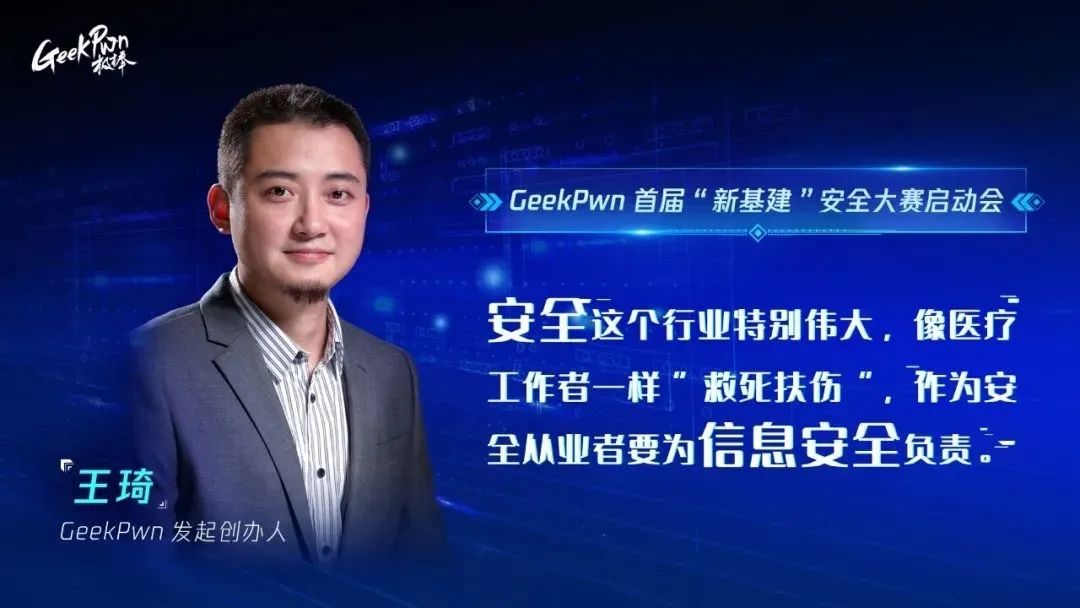 GeekPwn
极棒
GeekPwn 首届“新基建”安全大赛启动会
安全这个行业特别伟大，像医疗
工作者一样”救死扶伤“，作为安
全从业者要为信息安全负责。
王琦
GeekPwn 发起创办人